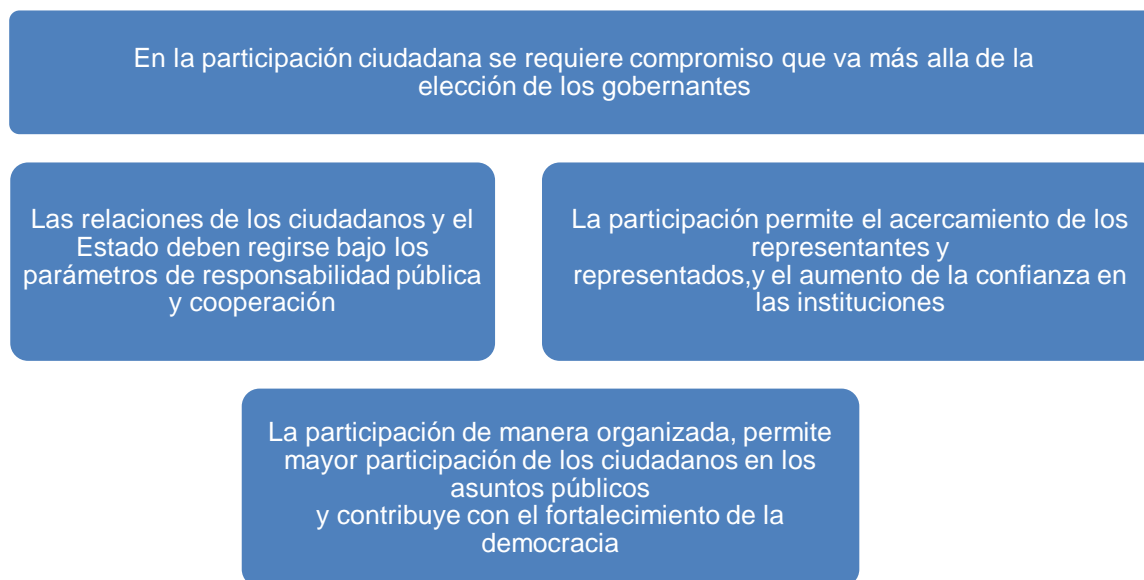 En la participación ciudadana se requiere compromiso que va más alla de la
elección de los gobernantes
Las relaciones de los ciudadanos y el
Estado deben regirse bajo los
parámetros de responsabilidad pública
y cooperación
La participación permite el acercamiento de los
representantes y
representados,y el aumento de la confianza en
las instituciones
La participación de manera organizada, permite
mayor participación de los ciudadanos en los
asuntos públicos
y contribuye con el fortalecimiento de la
democracia